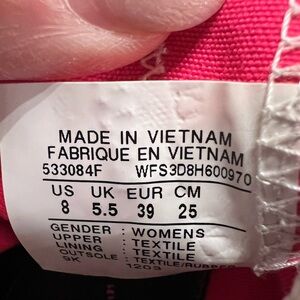 MADE IN VIETNAM
FABRIQUE EN VIETNAM
533084F WFS3D8H600970
US UK EUR CM
8 5.5 39 25
GENDER : WOMENS
UPPER : TEXTILE
LINING : TEXTILE
OUTSOLE : TEXTILE/RUBBER
9K 1203